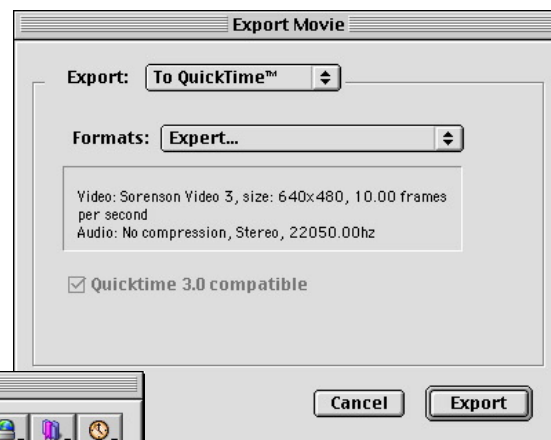 Export Movie
Export: To QuickTime™
Formats: Expert...
Video: Sorenson Video 3, size: 640x480, 10.00 frames
per second
Audio: No compression, Stereo, 22050.00hz
Quicktime 3.0 compatible
Cancel Export